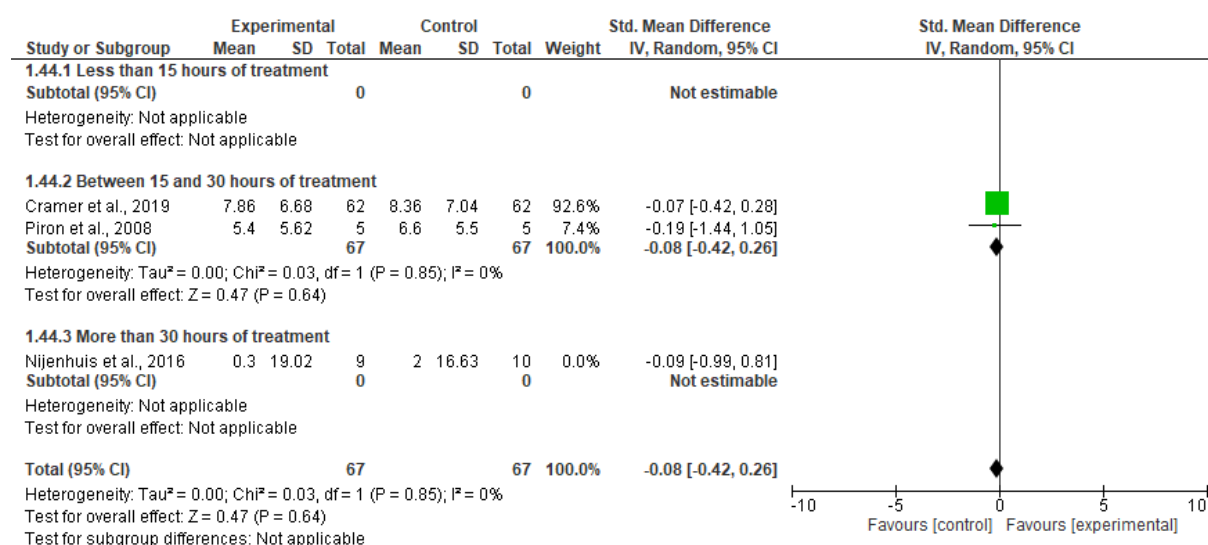 Experimental Control Std. Mean Difference Std. Mean Difference
Study or Subgroup Mean SD Total Mean SD Total Weight IV, Random, 95% CI IV, Random, 95% CI
1.44.1 Less than 15 hours of treatment
Subtotal (95% CI) 0 0 Not estimable
Heterogeneity: Not applicable
Test for overall effect: Not applicable
1.44.2 Between 15 and 30 hours of treatment
Cramer et al., 2019 7.86 6.68 62 8.36 7.04 62 92.6% -0.07 [-0.42, 0.28]
Piron et al., 2008 5.4 5.62 5 6.6 5.5 5 7.4% -0.19 [-1.44, 1.05]
Subtotal (95% CI) 67 67 100.0% -0.08 [-0.42, 0.26]
Heterogeneity: Tau² = 0.00; Chi² = 0.03, df = 1 (P = 0.85); I² = 0%
Test for overall effect: Z = 0.47 (P = 0.64)
1.44.3 More than 30 hours of treatment
Nijenhuis et al., 2016 0.3 19.02 9 2 16.63 10 0.0% -0.09 [-0.99, 0.81]
Subtotal (95% CI) 0 0 Not estimable
Heterogeneity: Not applicable
Test for overall effect: Not applicable
Total (95% CI) 67 67 100.0% -0.08 [-0.42, 0.26]
Heterogeneity: Tau² = 0.00; Chi² = 0.03, df = 1 (P = 0.85); I² = 0%
Test for overall effect: Z = 0.47 (P = 0.64)
Test for subgroup differences: Not applicable
-10 -5 0 5 10
Favours [control] Favours [experimental]